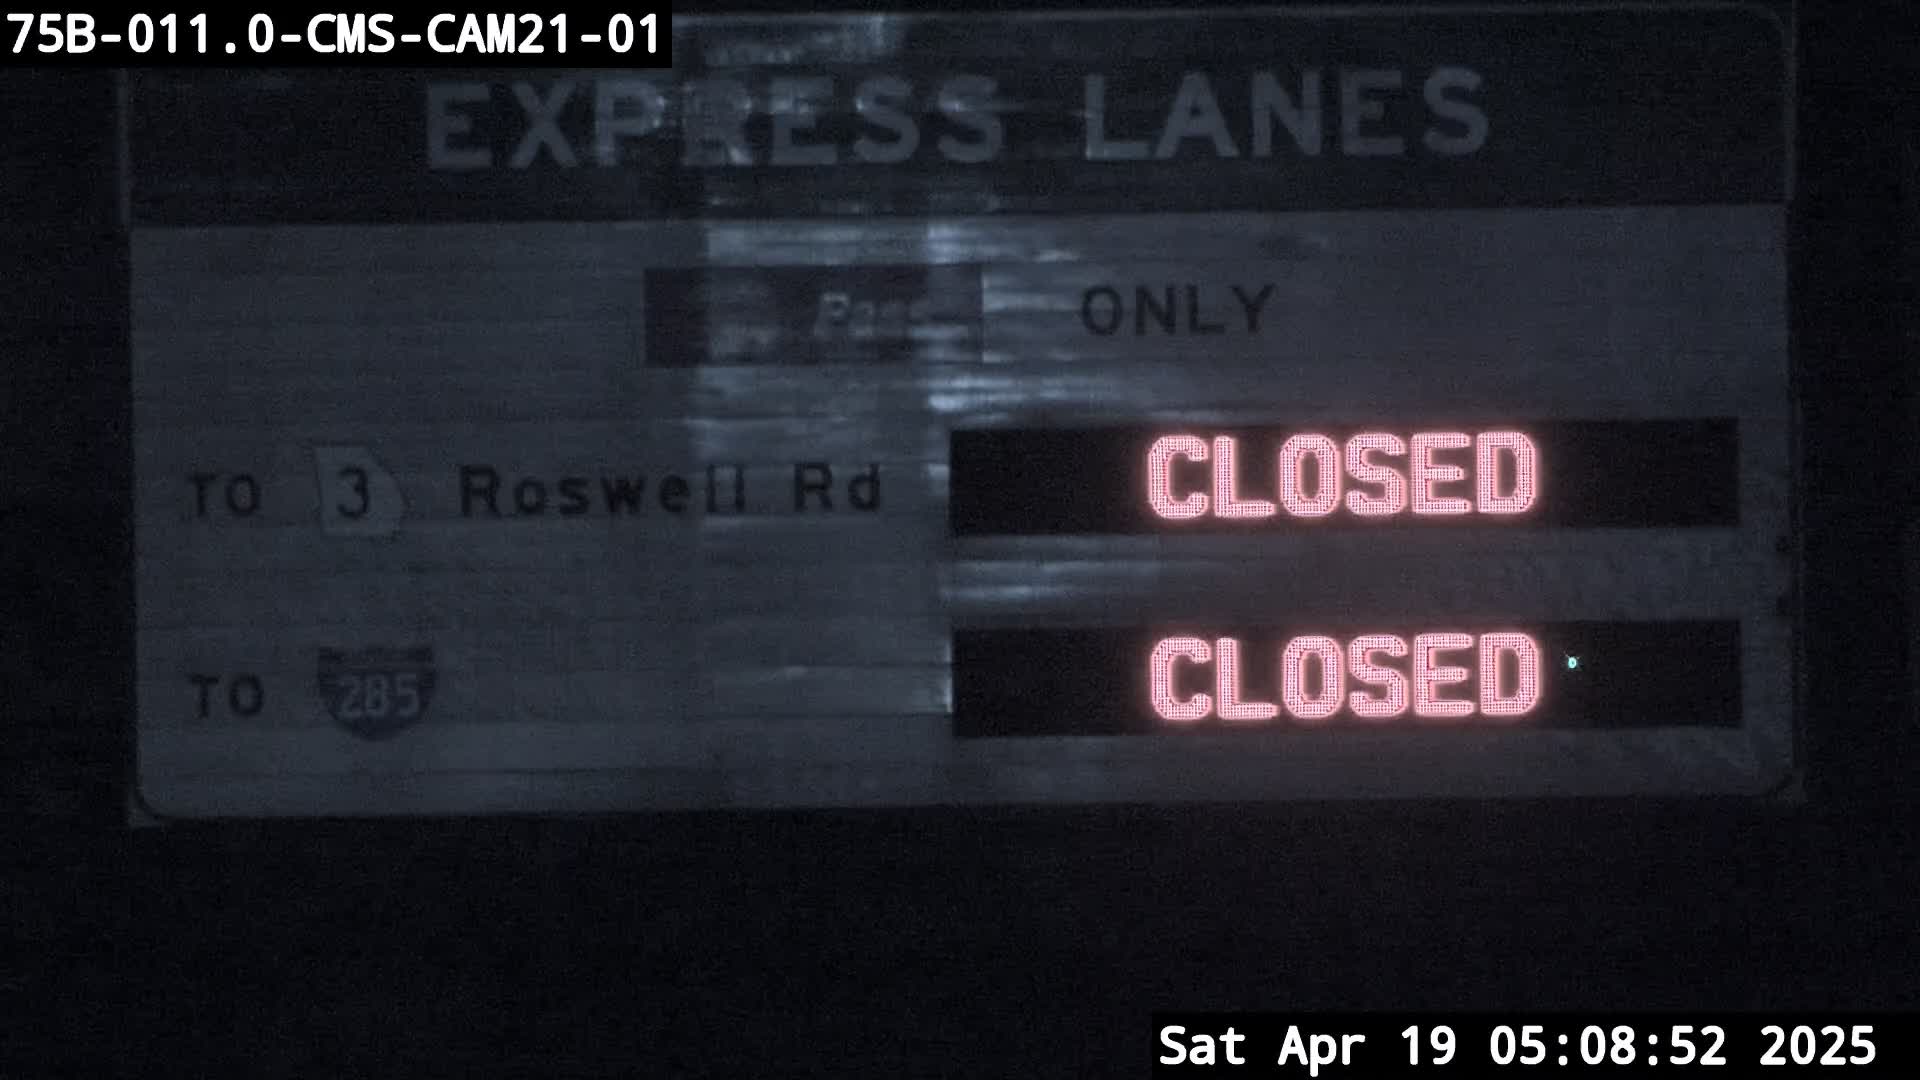 75B-011.0-CMS-CAM21-01
EXPRESS LANES
Pass ONLY
TO 3 Roswell Rd CLOSED
TO 285 CLOSED
Sat Apr 19 05:08:52 2025